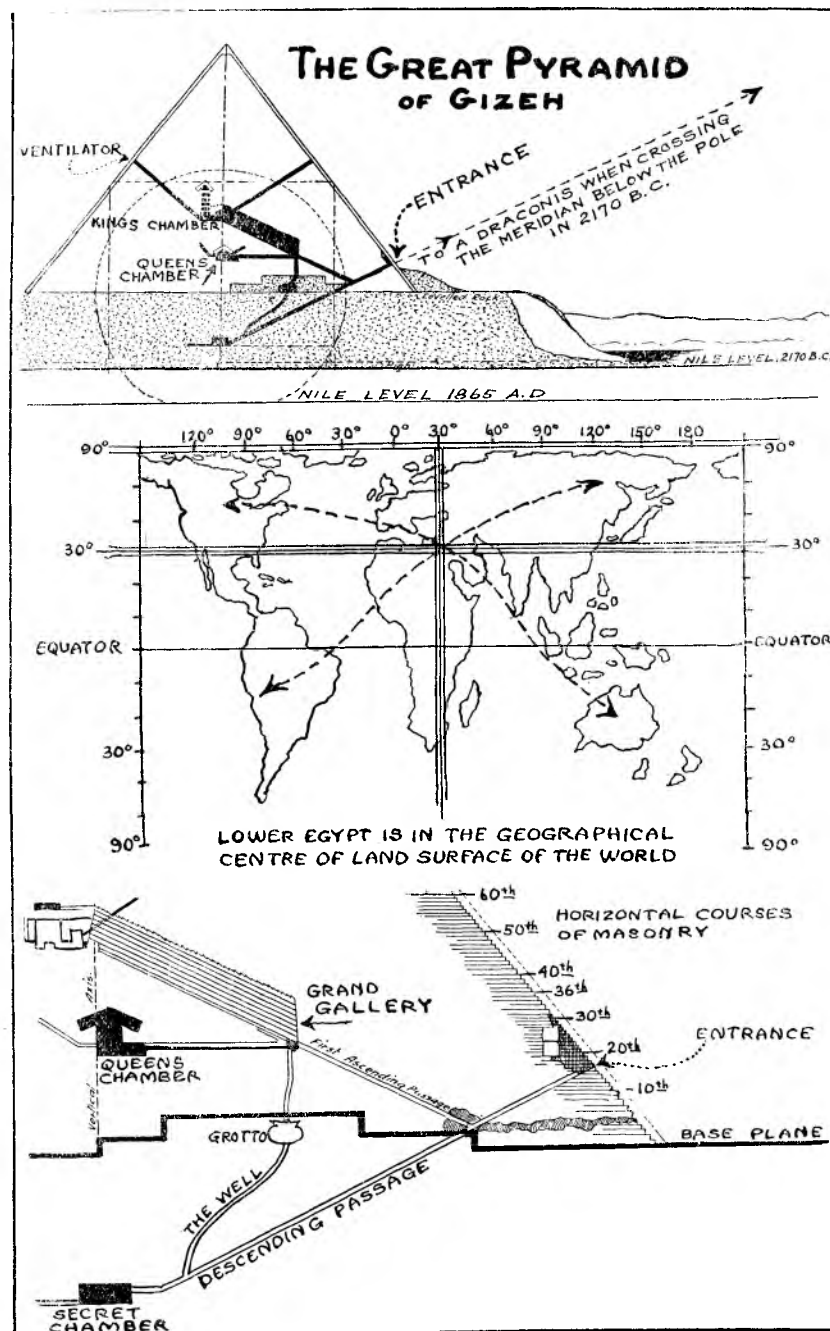 THE GREAT PYRAMID
OF GIZEH
VENTILATOR
ENTRANCE
TO A DRACONIS WHEN CROSSING
THE MERIDIAN BELOW THE POLE
IN 2170 B.C.
KINGS CHAMBER
QUEENS
CHAMBER
NILE LEVEL, 2170 B.C.
NILE LEVEL 1865 A.D
120° 90° 60° 30° 0° 30° 60° 90° 120° 150° 180
90° 90°
30° 30°
EQUATOR EQUATOR
30° 30°
90° 90°
LOWER EGYPT IS IN THE GEOGRAPHICAL
CENTRE OF LAND SURFACE OF THE WORLD
60th
HORIZONTAL COURSES
OF MASONRY
50th
40th
36th
30th
20th
10th
ENTRANCE
BASE PLANE
GRAND
GALLERY
First Ascending Passage
Vertical Axis
QUEENS
CHAMBER
GROTTO
THE WELL
DESCENDING PASSAGE
SECRET
CHAMBER